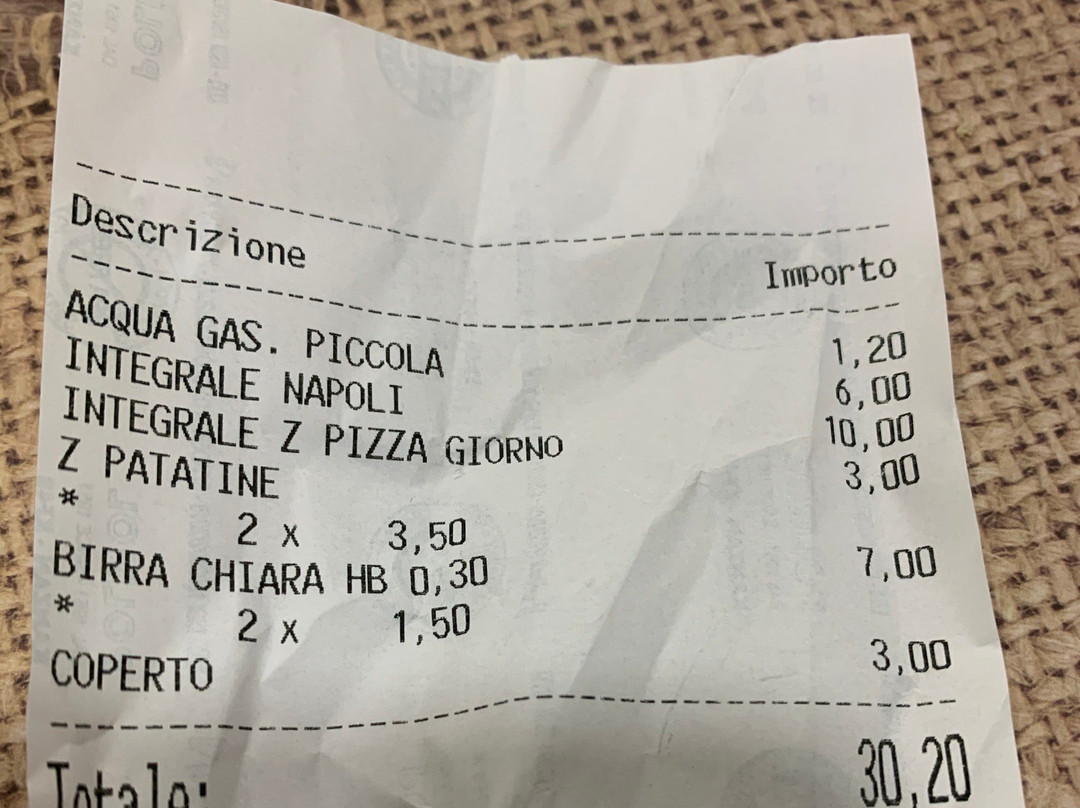 Descrizione Importo
ACQUA GAS. PICCOLA 1,20
INTEGRALE NAPOLI 6,00
INTEGRALE Z PIZZA GIORNO 10,00
Z PATATINE 3,00
* 2 x 3,50
BIRRA CHIARA HB 0,30 7,00
* 2 x 1,50
COPERTO 3,00
Totale: 30,20